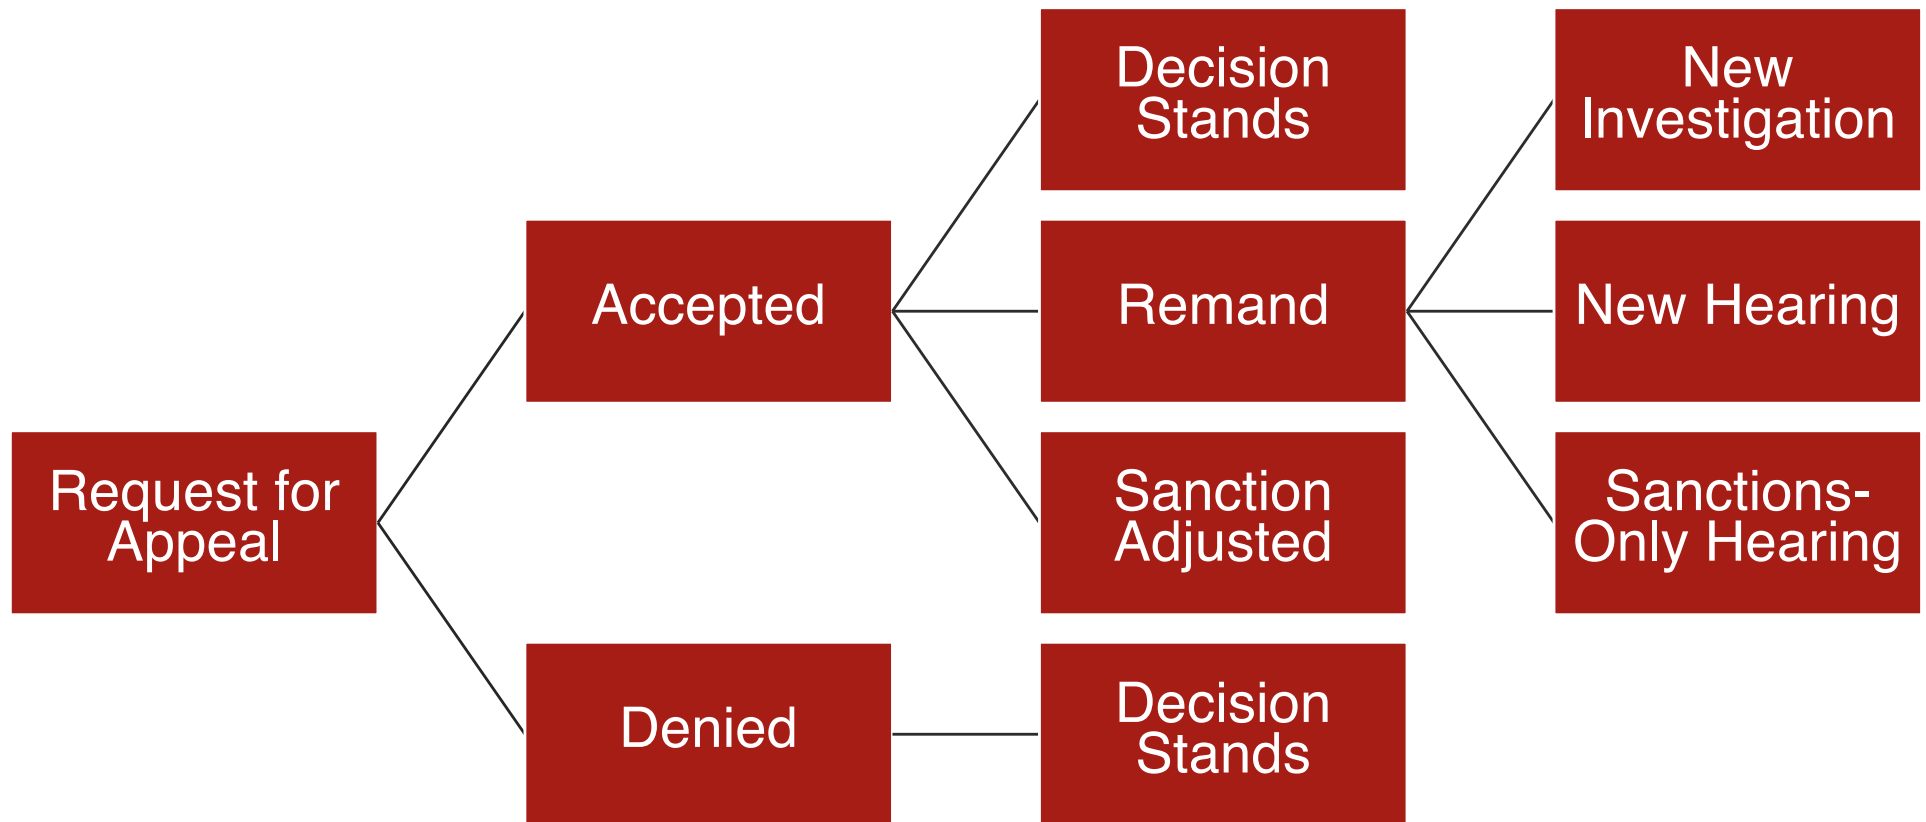 Request for
Appeal
Accepted
Denied
Decision
Stands
Remand
Sanction
Adjusted
Decision
Stands
New
Investigation
New Hearing
Sanctions-
Only Hearing